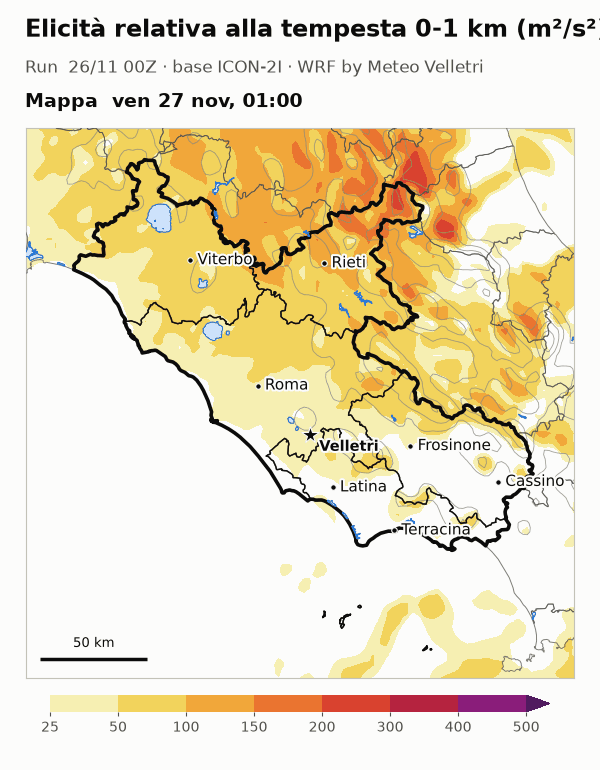 Elicità relativa alla tempesta 0-1 km (m²/s²)
Run  26/11 00Z · base ICON-2I · WRF by Meteo Velletri
Mappa  ven 27 nov, 01:00
Viterbo
Rieti
Roma
Velletri
Frosinone
Cassino
Latina
Terracina
50 km
25 50 100 150 200 300 400 500